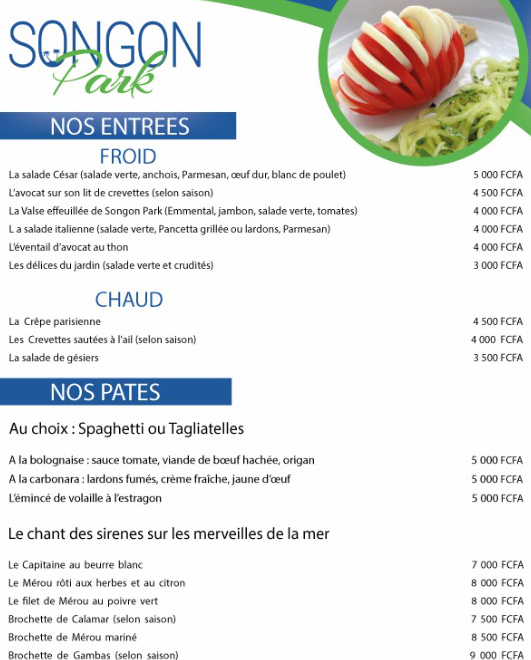 SONGON
Park
NOS ENTREES
FROID
La salade César (salade verte, anchois, Parmesan, œuf dur, blanc de poulet) 5 000 FCFA
L'avocat sur son lit de crevettes (selon saison) 4 500 FCFA
La Valse effeuillée de Songon Park (Emmental, jambon, salade verte, tomates) 4 000 FCFA
L a salade italienne (salade verte, Pancetta grillée ou lardons, Parmesan) 4 000 FCFA
L'éventail d'avocat au thon 4 000 FCFA
Les délices du jardin (salade verte et crudités) 3 000 FCFA
CHAUD
La Crêpe parisienne 4 500 FCFA
Les Crevettes sautées à l'ail (selon saison) 4 000 FCFA
La salade de gésiers 3 500 FCFA
NOS PATES
Au choix : Spaghetti ou Tagliatelles
A la bolognaise : sauce tomate, viande de bœuf hachée, origan 5 000 FCFA
A la carbonara : lardons fumés, crème fraîche, jaune d'œuf 5 000 FCFA
L'émincé de volaille à l'estragon 5 000 FCFA
Le chant des sirenes sur les merveilles de la mer
Le Capitaine au beurre blanc 7 000 FCFA
Le Mérou rôti aux herbes et au citron 8 000 FCFA
Le filet de Mérou au poivre vert 8 000 FCFA
Brochette de Calamar (selon saison) 7 500 FCFA
Brochette de Mérou mariné 8 500 FCFA
Brochette de Gambas (selon saison) 9 000 FCFA